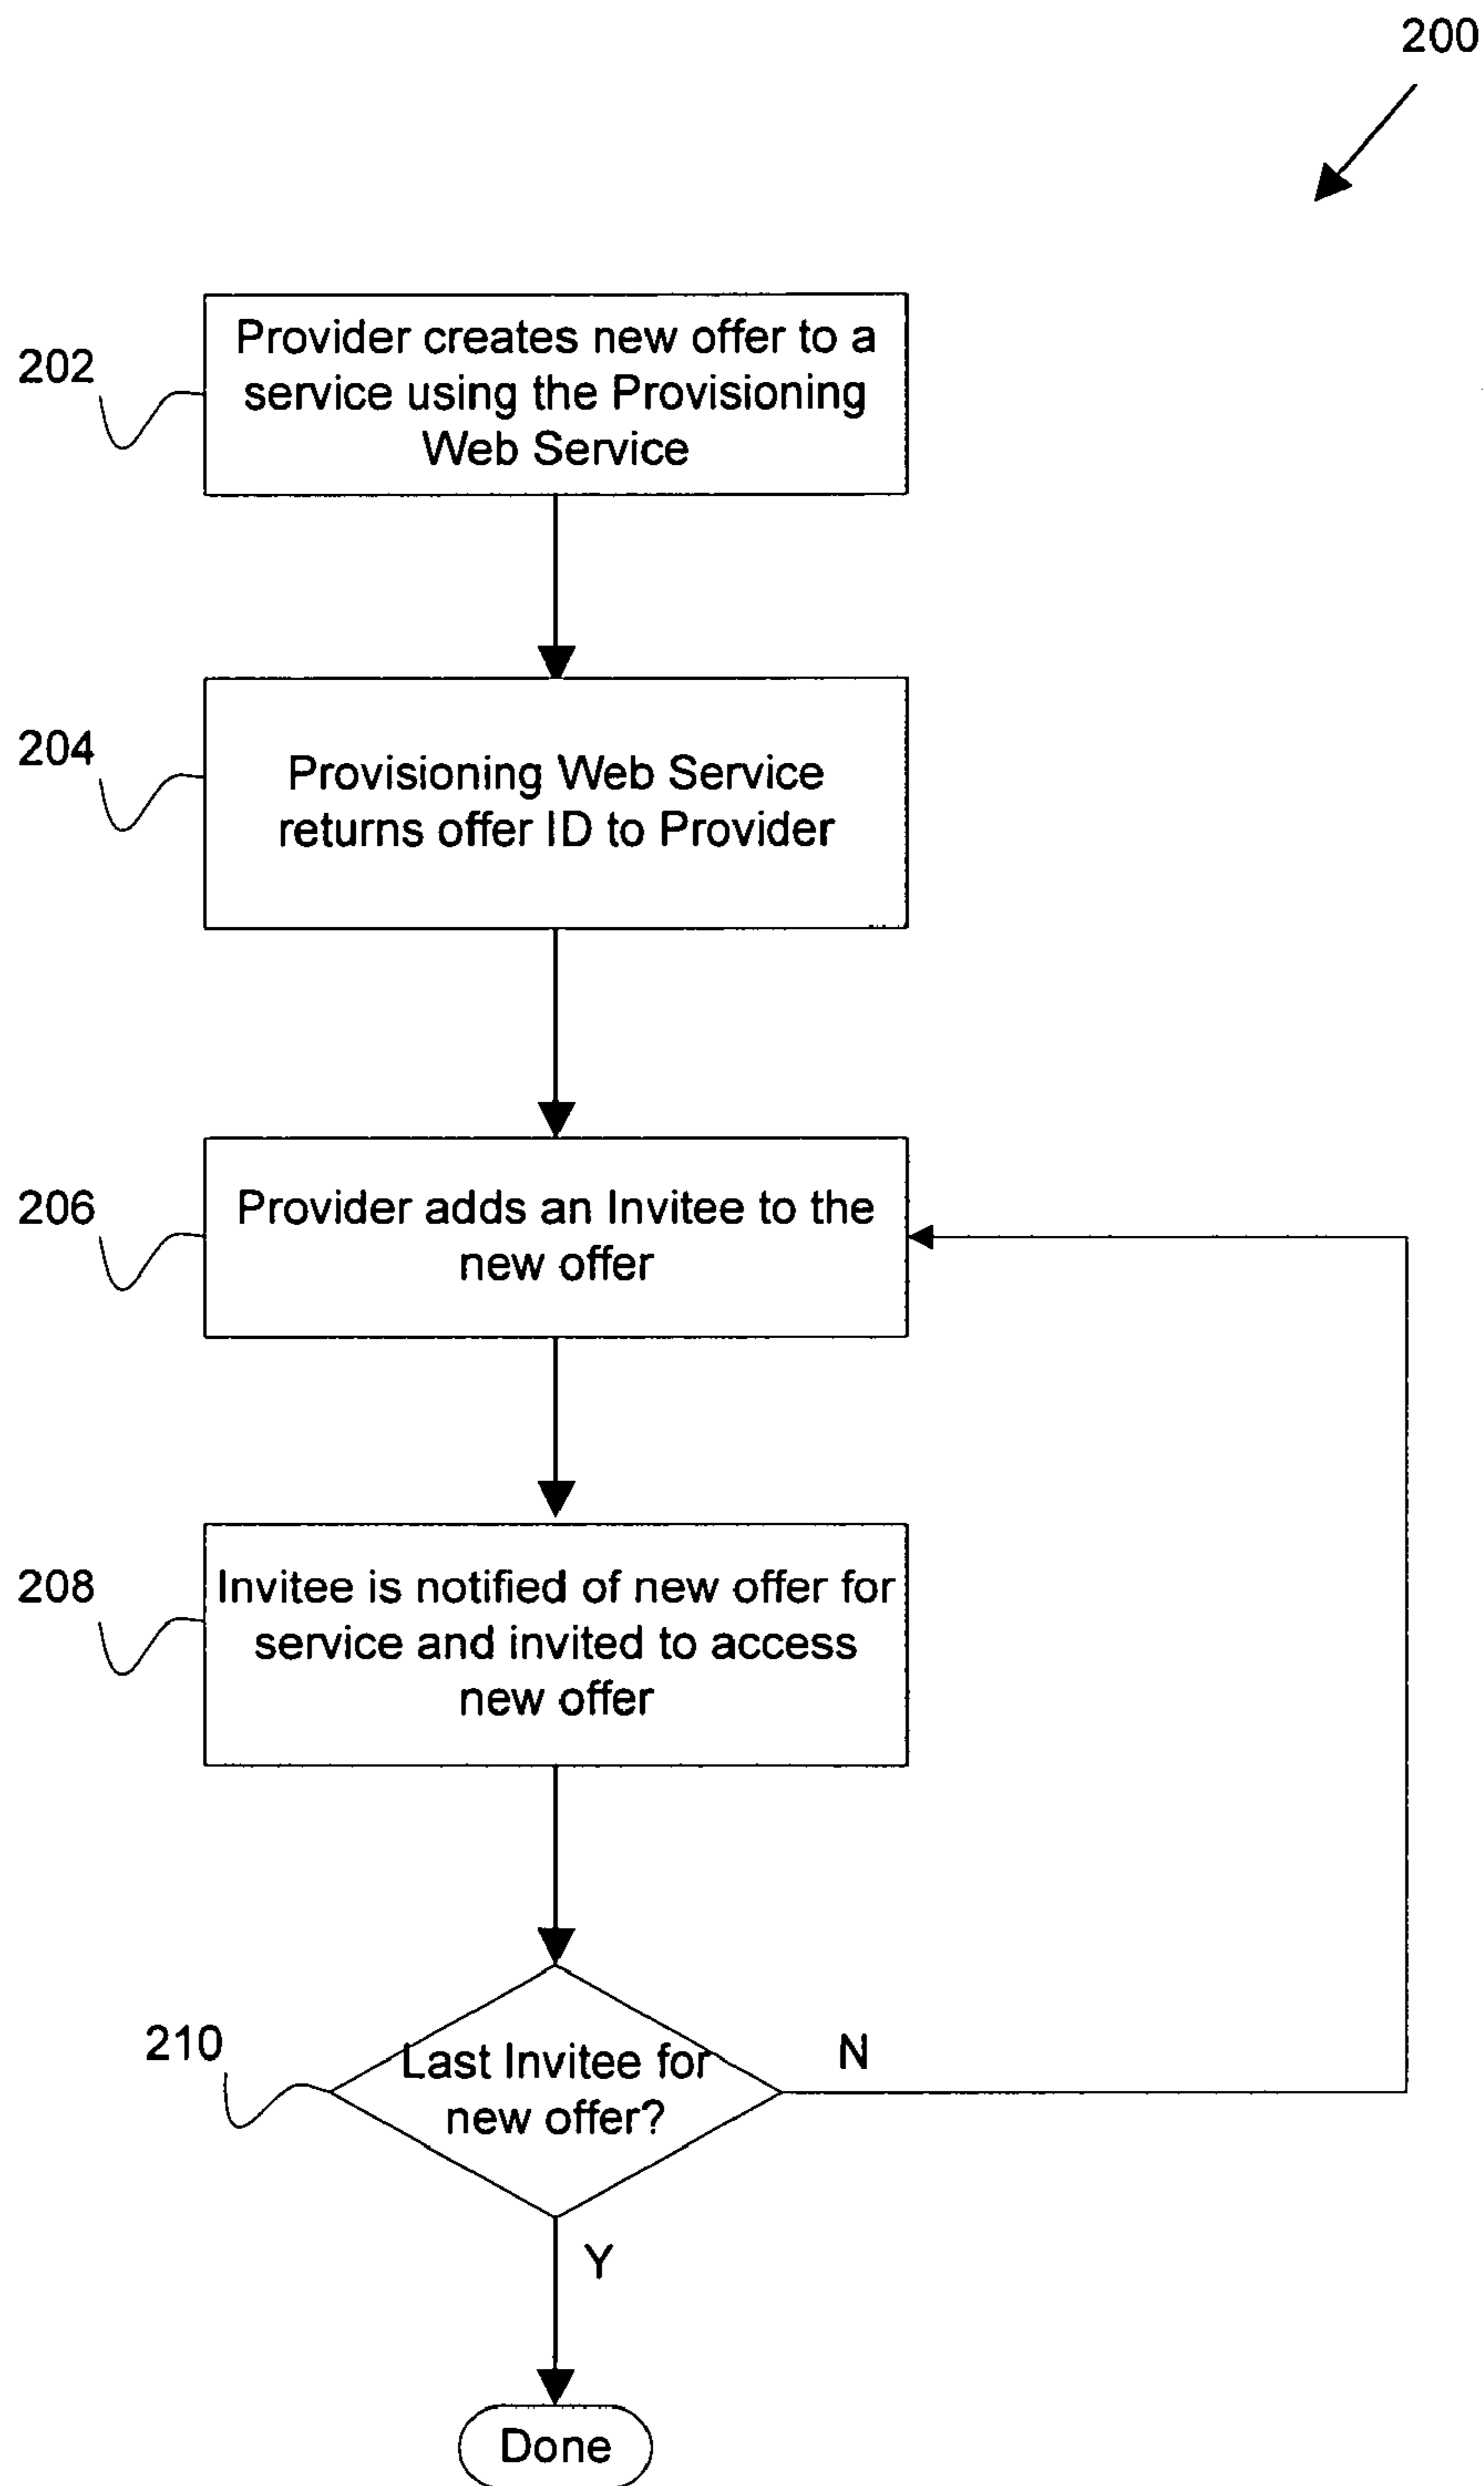 200
202
Provider creates new offer to a
service using the Provisioning
Web Service
204
Provisioning Web Service
returns offer ID to Provider
206
Provider adds an Invitee to the
new offer
208
Invitee is notified of new offer for
service and invited to access
new offer
210
Last Invitee for
new offer?
N
Y
Done